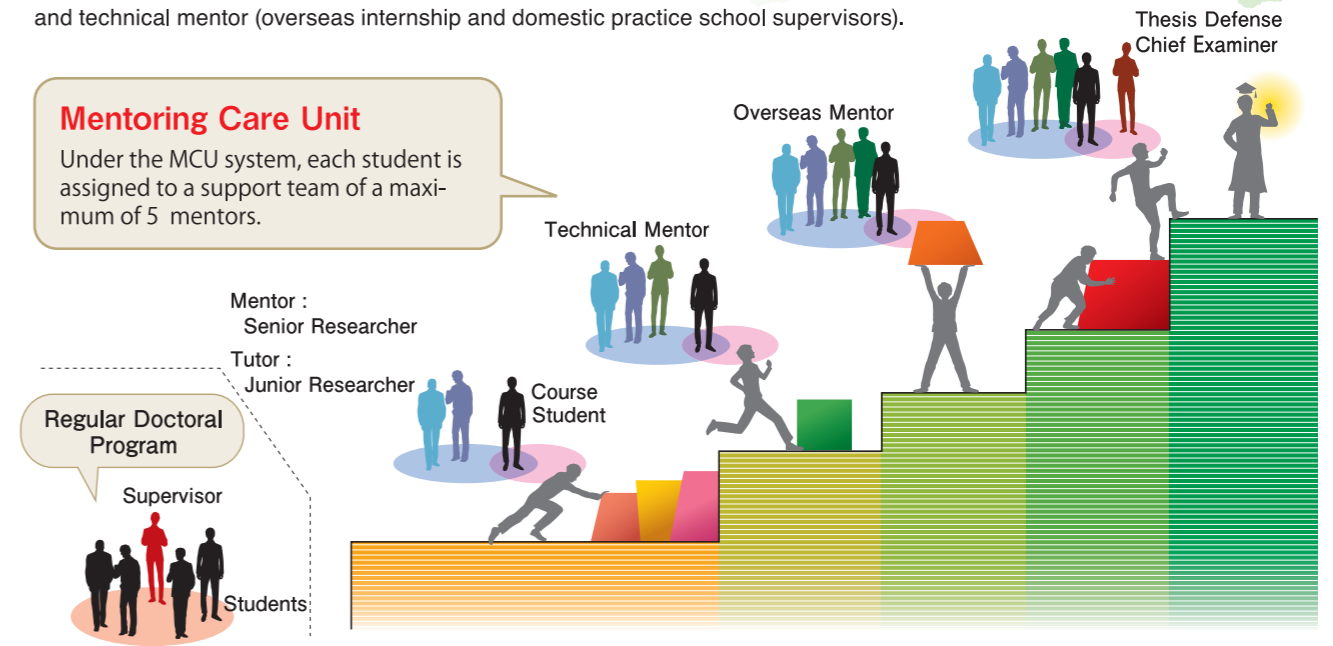 and technical mentor (overseas internship and domestic practice school supervisors).
Thesis Defense
Chief Examiner
Mentoring Care Unit
Under the MCU system, each student is
assigned to a support team of a maxi-
mum of 5 mentors.
Overseas Mentor
Technical Mentor
Mentor :
Senior Researcher
Tutor :
Junior Researcher
Course
Student
Regular Doctoral
Program
Supervisor
Students